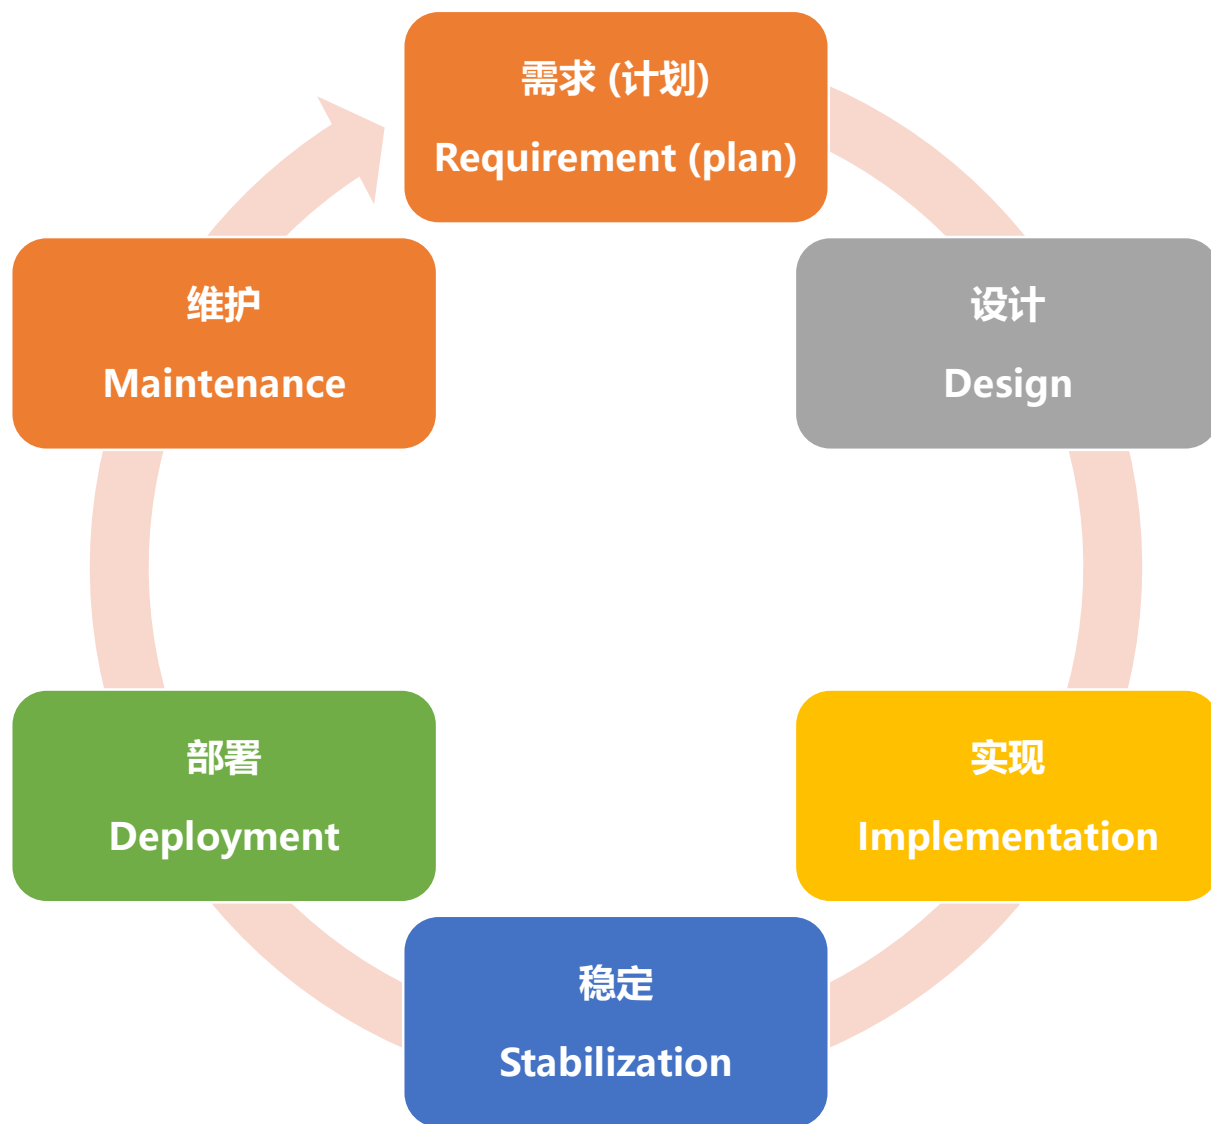 需求 (计划)
Requirement (plan)
设计
Design
实现
Implementation
稳定
Stabilization
部署
Deployment
维护
Maintenance